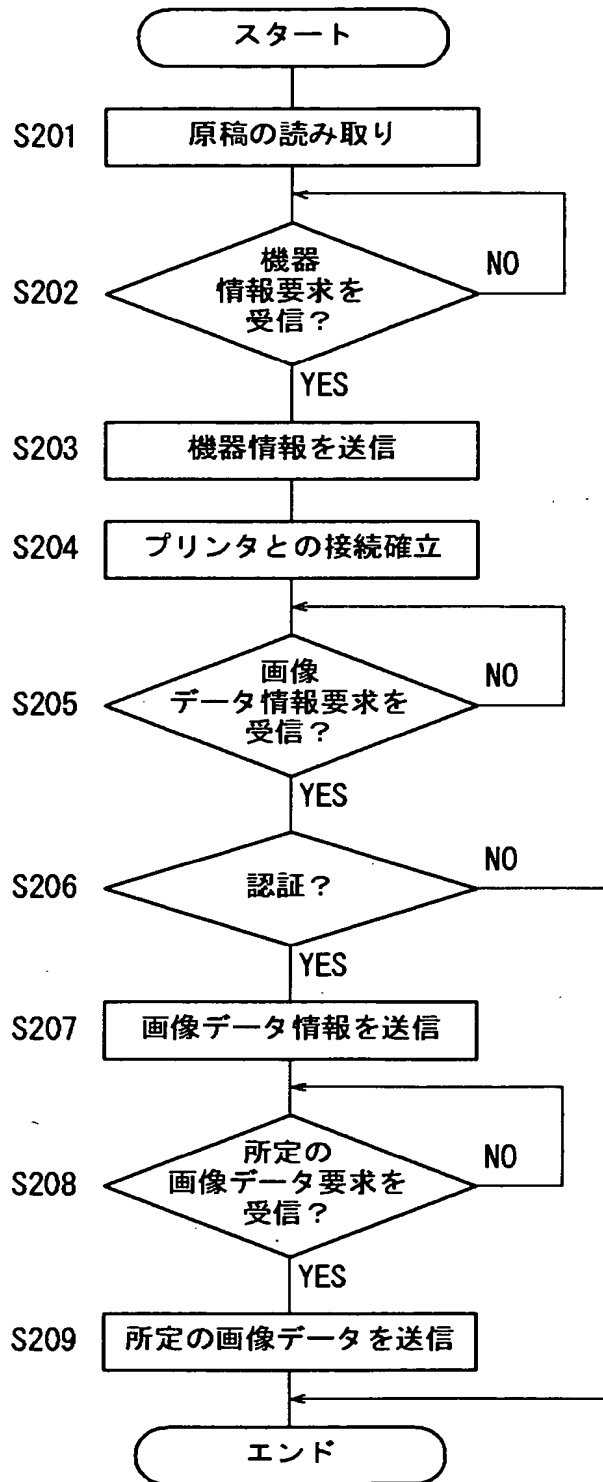 スタート
S201
原稿の読み取り
S202
機器
情報要求を
受信?
NO
YES
S203
機器情報を送信
S204
プリンタとの接続確立
S205
画像
データ情報要求を
受信?
NO
YES
S206
認証?
NO
YES
S207
画像データ情報を送信
S208
所定の
画像データ要求を
受信?
NO
YES
S209
所定の画像データを送信
エンド